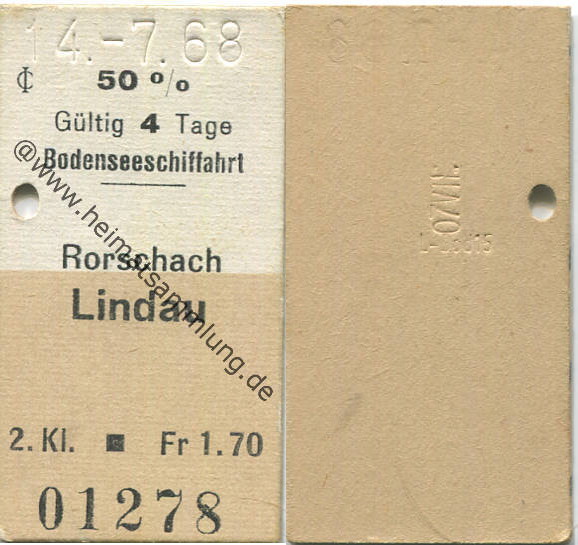 14.-7.68
50 %
Gültig 4 Tage
Bodenseeschiffahrt
Rorschach
Lindau
2. Kl. ■ Fr 1.70
01278
@www.heimatsammlung.de